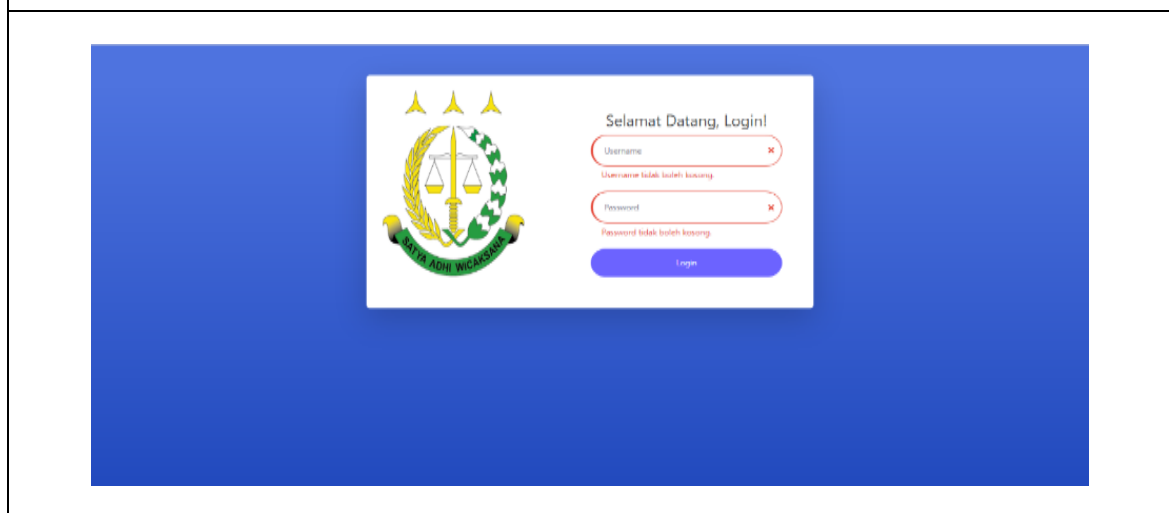 SATYA ADHI WICAKSANA
Selamat Datang, Login!
Username
Username tidak boleh kosong.
Password
Password tidak boleh kosong.
Login